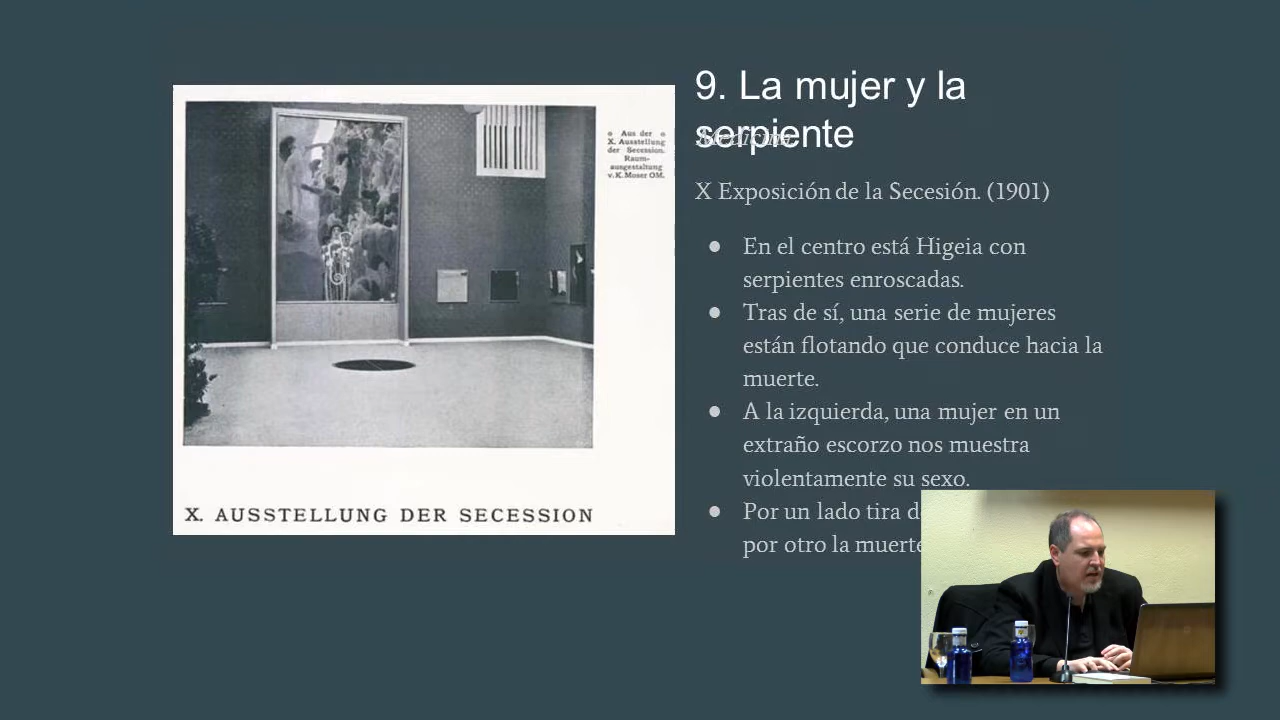 9. La mujer y la
serpiente
Medicina.
X Exposición de la Secesión. (1901)
● En el centro está Higeia con
serpientes enroscadas.
● Tras de sí, una serie de mujeres
están flotando que conduce hacia la
muerte.
● A la izquierda, una mujer en un
extraño escorzo nos muestra
violentamente su sexo.
● Por un lado tira
por otro la muerte
o Aus der o
X. Ausstellung
der Secession.
Raum-
ausgestaltung
v. K. Moser OM.
X. AUSSTELLUNG DER SECESSION